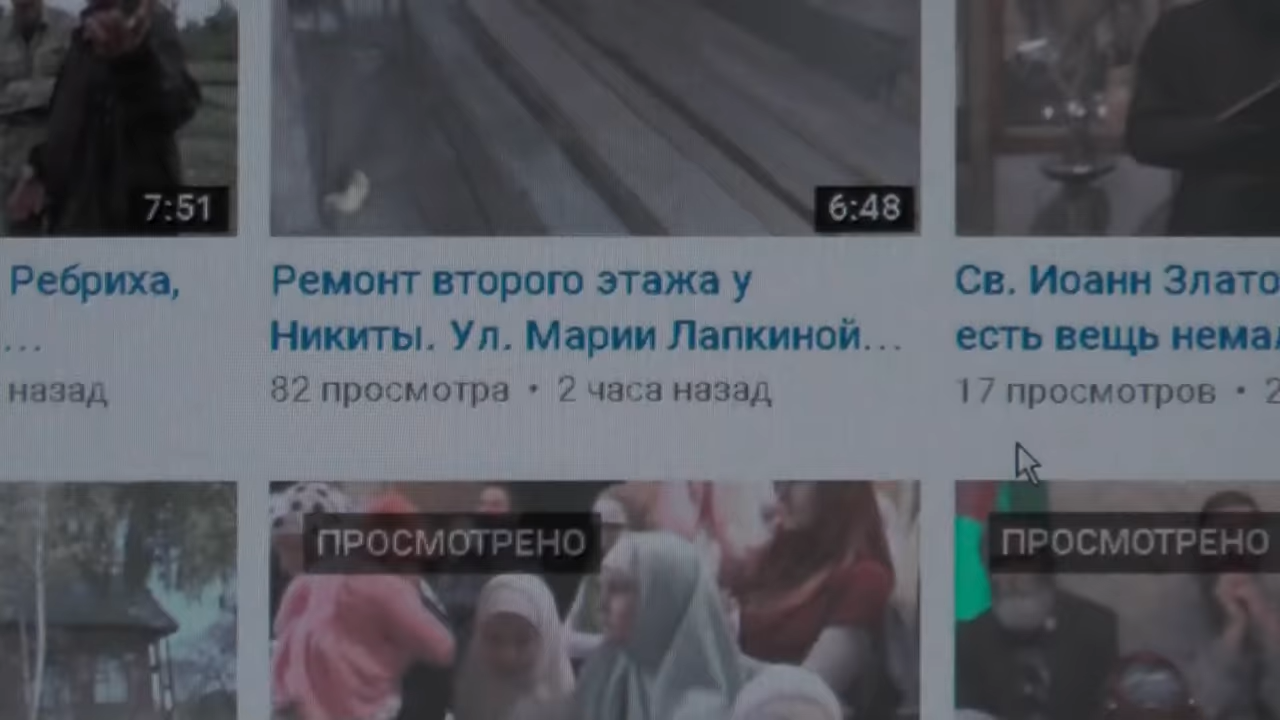 7:51
6:48
Ребриха,
...
назад
Ремонт второго этажа у
Никиты. Ул. Марии Лапкиной...
82 просмотра • 2 часа назад
Св. Иоанн Злато
есть вещь нема
17 просмотров • 2
ПРОСМОТРЕНО
ПРОСМОТРЕНО